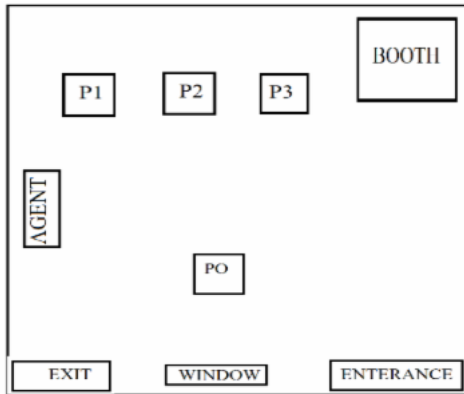 BOOTH
P1 P2 P3
AGENT
PO
EXIT WINDOW ENTERANCE